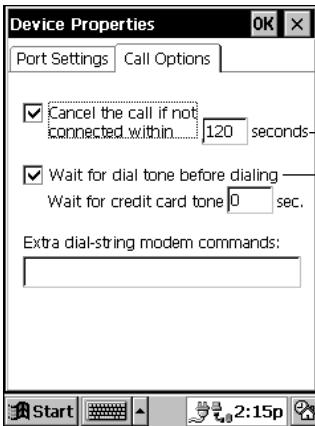 Device Properties OK ×
Port Settings Call Options
Cancel the call if not
connected within 120 seconds
Wait for dial tone before dialing
Wait for credit card tone 0 sec.
Extra dial-string modem commands:
Start 2:15p